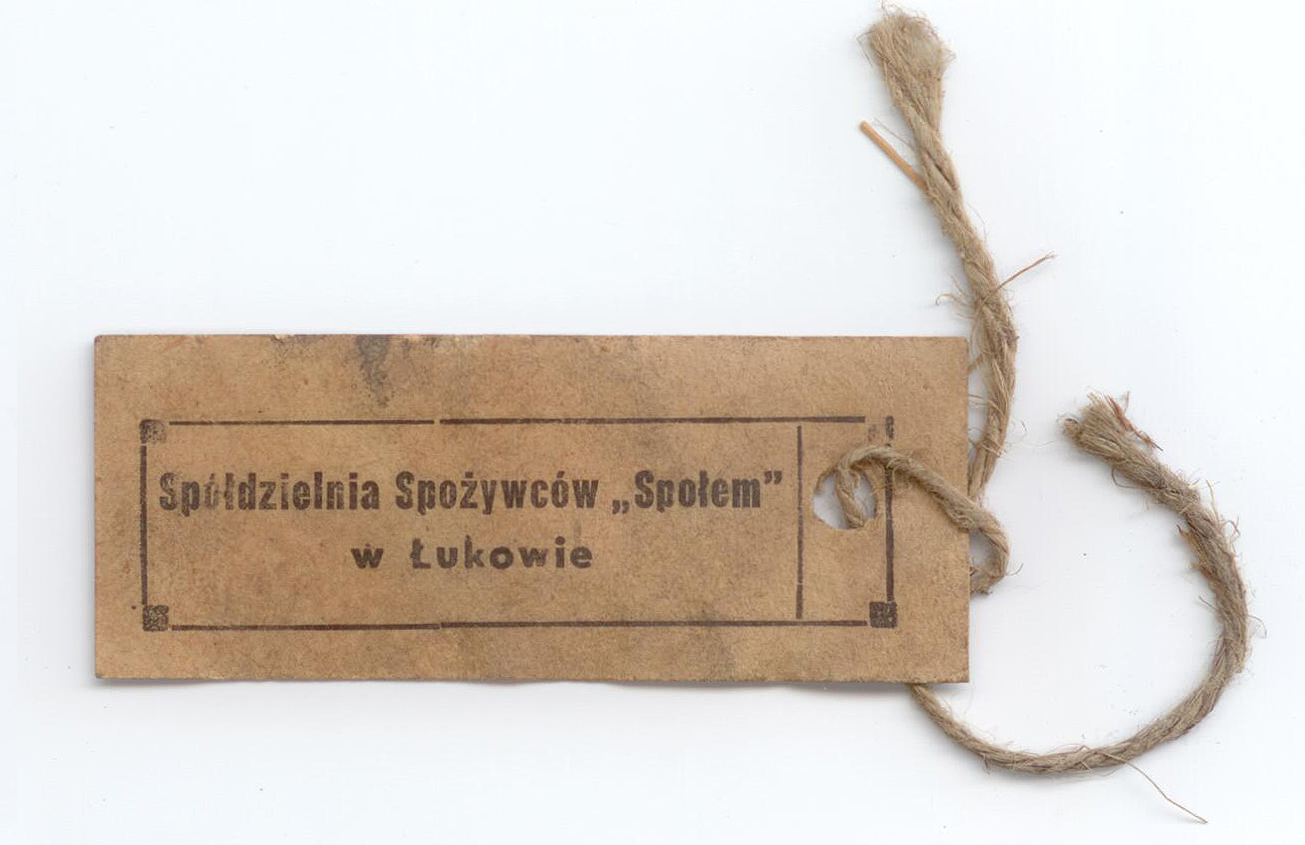 Spółdzielnia Spożywców „Społem”
w Łukowie